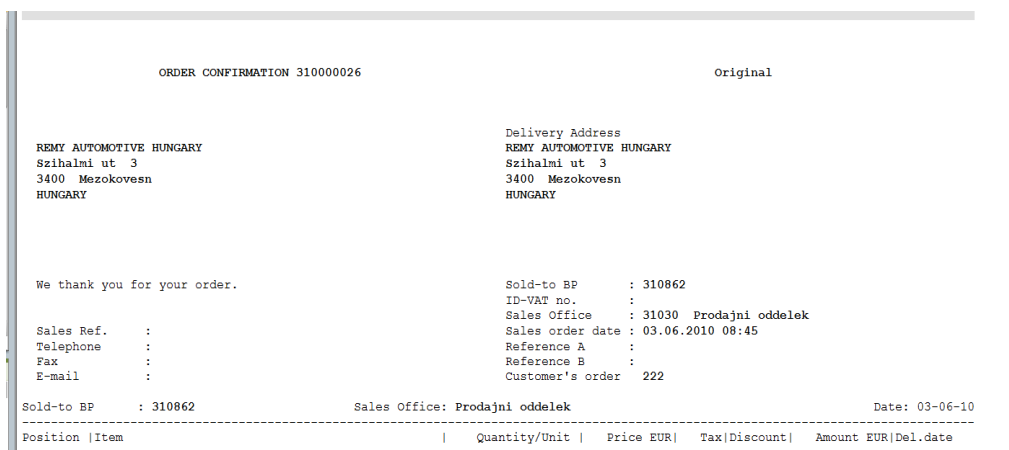 ORDER CONFIRMATION 310000026 Original
Delivery Address
REMY AUTOMOTIVE HUNGARY REMY AUTOMOTIVE HUNGARY
Szihalmi ut 3 Szihalmi ut 3
3400 Mezokovesn 3400 Mezokovesn
HUNGARY HUNGARY
We thank you for your order. Sold-to BP : 310862
ID-VAT no. :
Sales Office : 31030 Prodajni oddelek
Sales Ref. : Sales order date : 03.06.2010 08:45
Telephone : Reference A :
Fax : Reference B :
E-mail : Customer's order 222
Sold-to BP : 310862 Sales Office: Prodajni oddelek Date: 03-06-10
Position |Item | Quantity/Unit | Price EUR| Tax|Discount| Amount EUR|Del.date